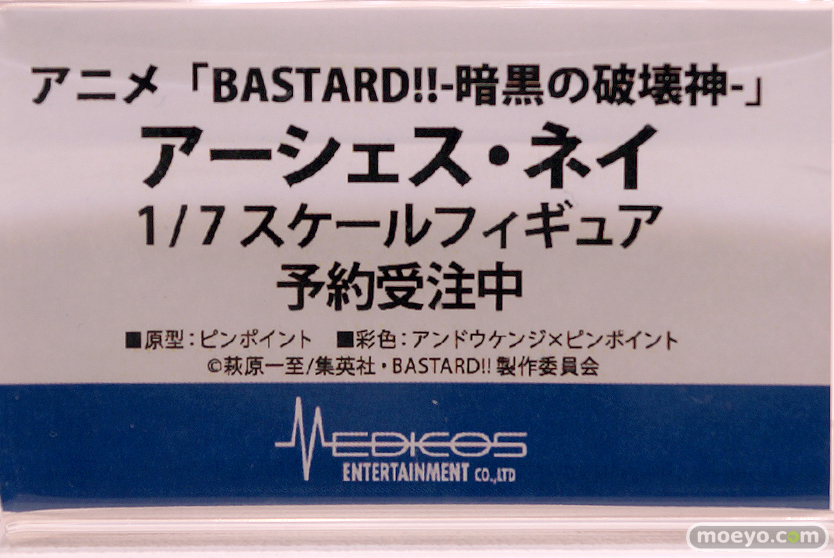 アニメ「BASTARD!!-暗黒の破壊神-」
アーシェス・ネイ
1/7スケールフィギュア
予約受注中
■原型:ピンポイント ■彩色:アンドウケンジ×ピンポイント
©萩原一至/集英社・BASTARD!! 製作委員会
MEDICOS
ENTERTAINMENT CO.,LTD
moeyo.com